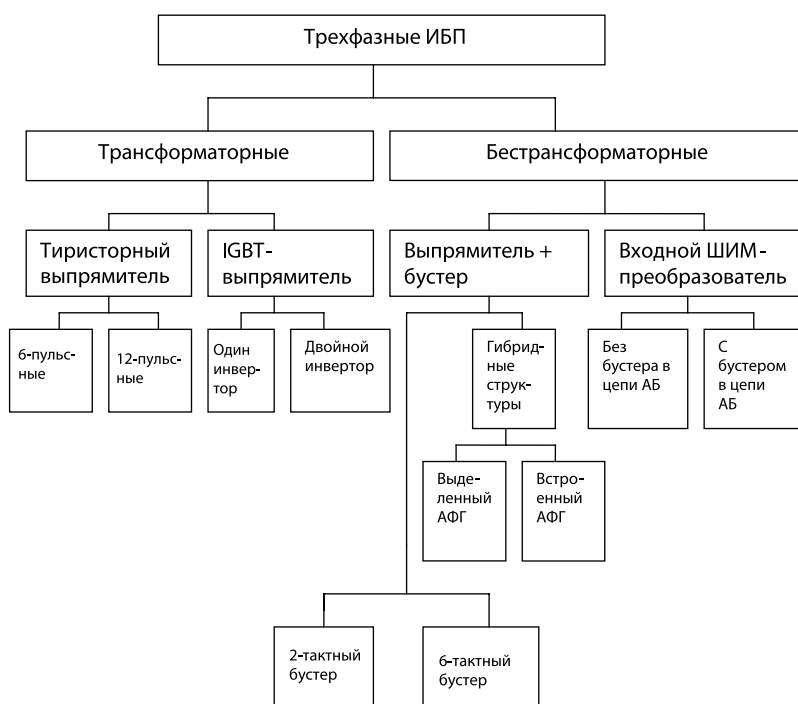 Трехфазные ИБП
Трансформаторные
Бестрансформаторные
Тиристорный
выпрямитель
IGBT-
выпрямитель
Выпрямитель +
бустер
Входной ШИМ-
преобразователь
6-пульс-
ные
12-пульс-
ные
Один
инвер-
тор
Двойной
инвертор
Гибрид-
ные
струк-
туры
Без
бустера в
цепи АБ
С
бустером
в цепи
АБ
Выде-
ленный
АФГ
Встро-
енный
АФГ
2-тактный
бустер
6-тактный
бустер